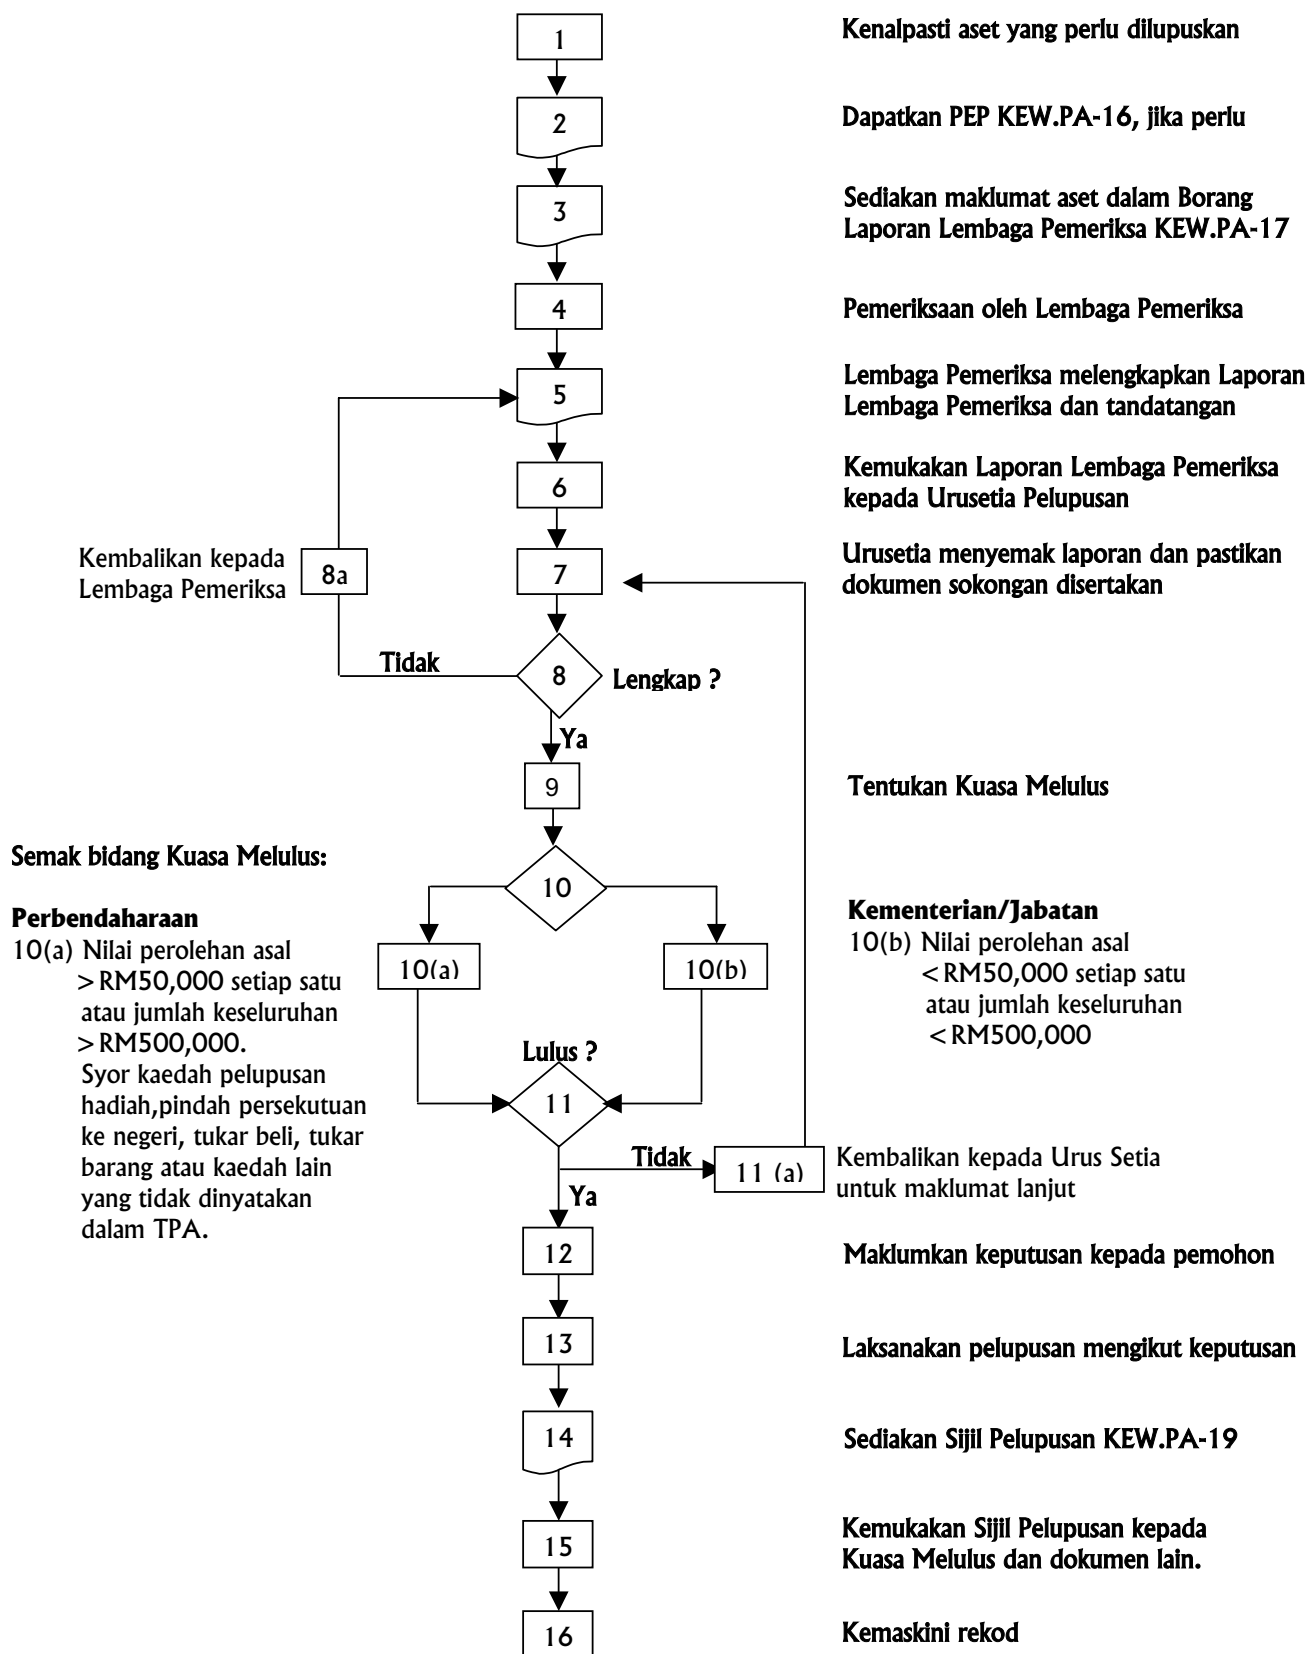 1
Kenalpasti aset yang perlu dilupuskan
2
Dapatkan PEP KEW.PA-16, jika perlu
3
Sediakan maklumat aset dalam Borang
Laporan Lembaga Pemeriksa KEW.PA-17
4
Pemeriksaan oleh Lembaga Pemeriksa
5
Lembaga Pemeriksa melengkapkan Laporan
Lembaga Pemeriksa dan tandatangan
6
Kemukakan Laporan Lembaga Pemeriksa
kepada Urusetia Pelupusan
Kembalikan kepada
Lembaga Pemeriksa
8a
7
Urusetia menyemak laporan dan pastikan
dokumen sokongan disertakan
Tidak
8
Lengkap ?
Ya
9
Tentukan Kuasa Melulus
Semak bidang Kuasa Melulus:
10
Perbendaharaan
10(a) Nilai perolehan asal
>RM50,000 setiap satu
atau jumlah keseluruhan
>RM500,000.
Syor kaedah pelupusan
hadiah,pindah persekutuan
ke negeri, tukar beli, tukar
barang atau kaedah lain
yang tidak dinyatakan
dalam TPA.
10(a)
10(b)
Kementerian/Jabatan
10(b) Nilai perolehan asal
<RM50,000 setiap satu
atau jumlah keseluruhan
<RM500,000
Lulus ?
11
Tidak
11 (a)
Kembalikan kepada Urus Setia
untuk maklumat lanjut
Ya
12
Maklumkan keputusan kepada pemohon
13
Laksanakan pelupusan mengikut keputusan
14
Sediakan Sijil Pelupusan KEW.PA-19
15
Kemukakan Sijil Pelupusan kepada
Kuasa Melulus dan dokumen lain.
16
Kemaskini rekod